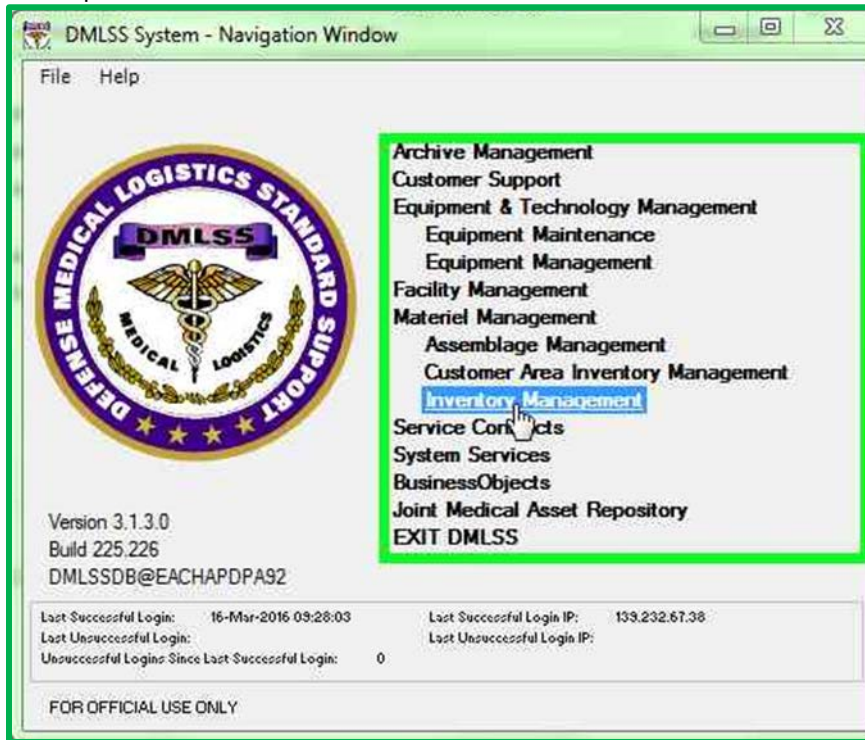 DMLSS System - Navigation Window
File Help
DEFENSE MEDICAL LOGISTICS STANDARD SUPPORT
DMLSS
MEDICAL LOGISTICS
Archive Management
Customer Support
Equipment & Technology Management
Equipment Maintenance
Equipment Management
Facility Management
Materiel Management
Assemblage Management
Customer Area Inventory Management
Inventory Management
Service
System Services
BusinessObjects
Joint Medical Asset Repository
EXIT DMLSS
Version 3.1.3.0
Build 225,226
DMLSSDB@EACHAPDPA92
Last Successful Login: 16-Mar-2016 09:28:03 Last Successful Login IP: 139.232.67.38
Last Unsuccessful Login: Last Unsuccessful Login IP:
Unsuccessful Logins Since Last Successful Login: 0
FOR OFFICIAL USE ONLY